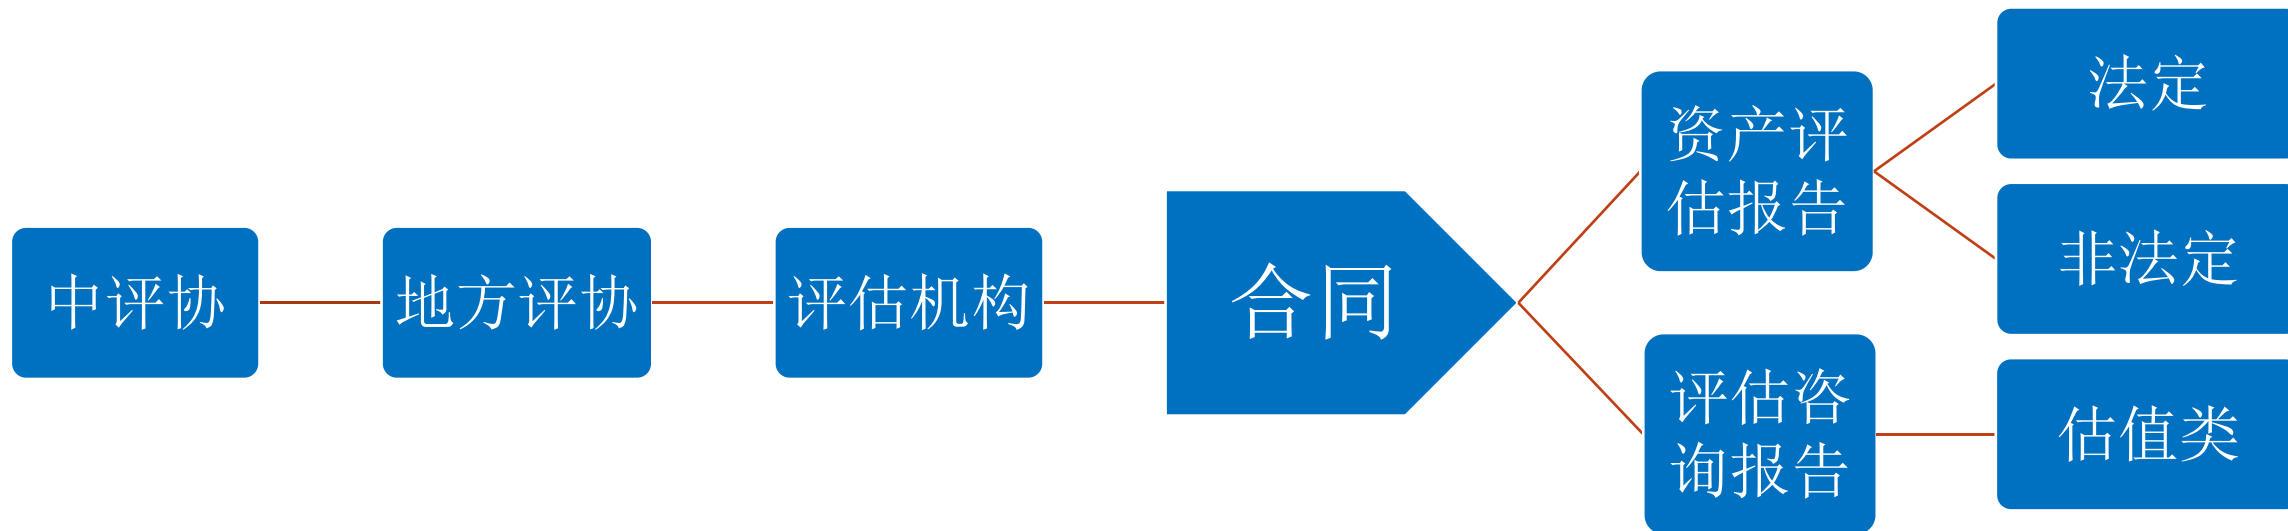 中评协
地方评协
评估机构
合同
资产评
估报告
评估咨
询报告
法定
非法定
估值类